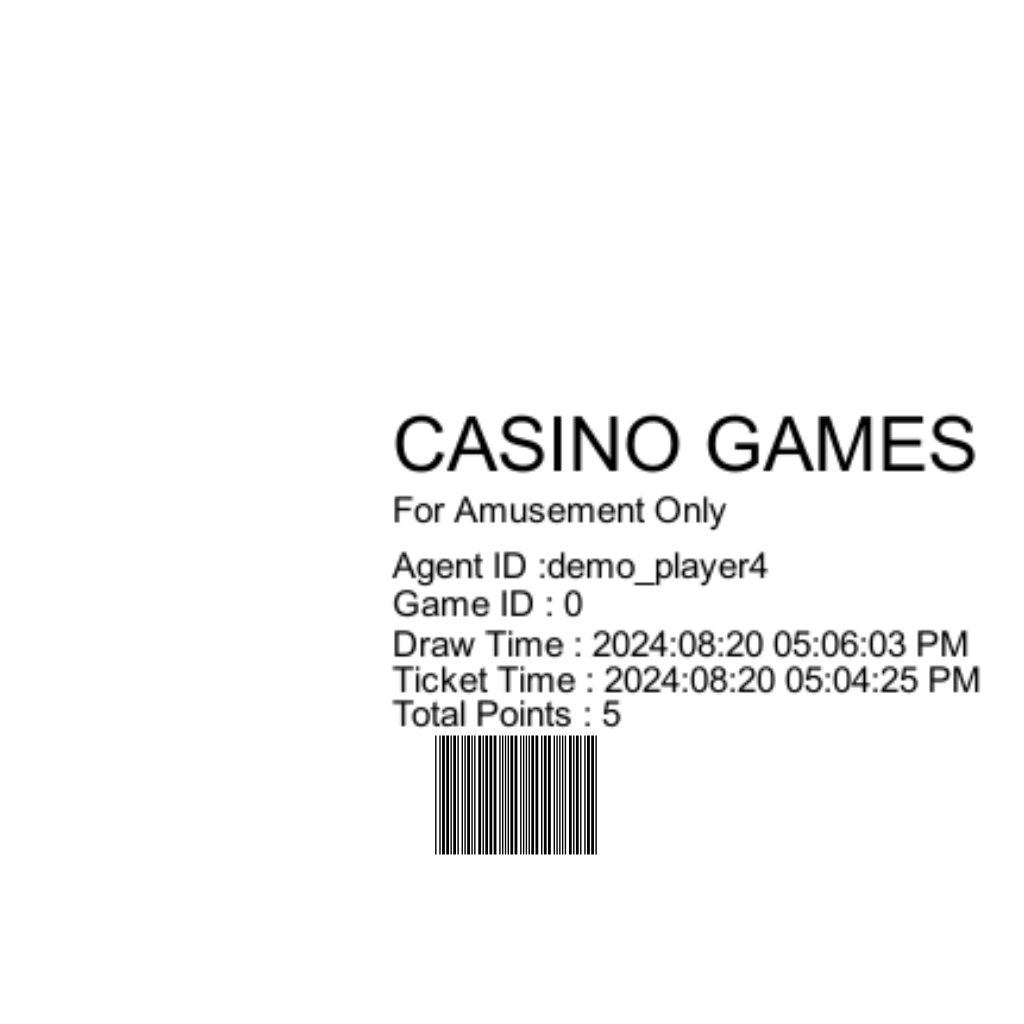 CASINO GAMES
For Amusement Only
Agent ID :demo_player4
Game ID : 0
Draw Time : 2024:08:20 05:06:03 PM
Ticket Time : 2024:08:20 05:04:25 PM
Total Points : 5